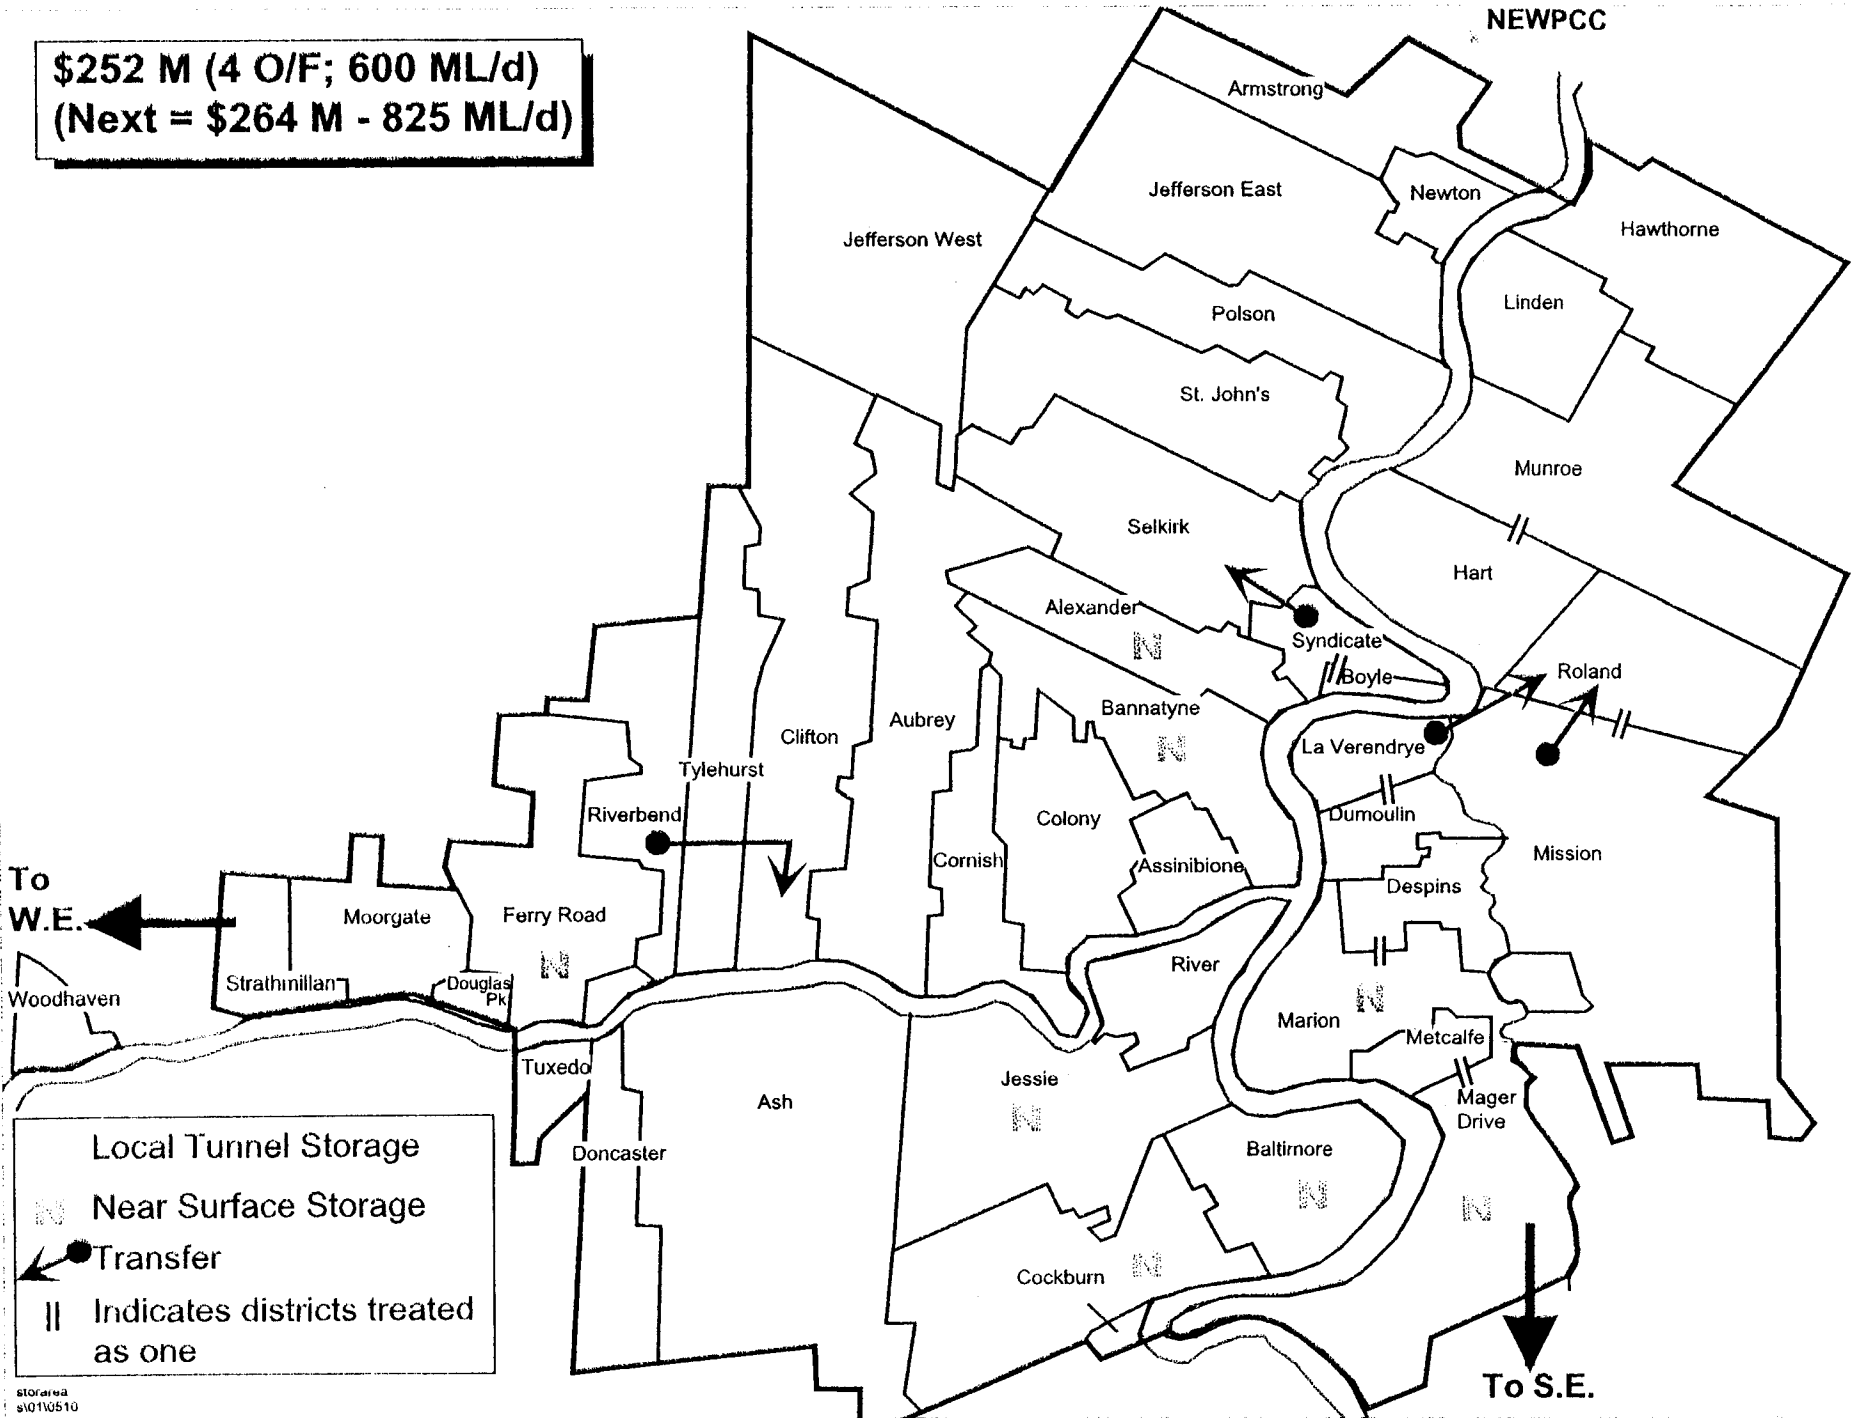 NEWPCC
$252 M (4 O/F; 600 ML/d)
(Next = $264 M - 825 ML/d)
Armstrong
Jefferson East
Newton
Hawthorne
Jefferson West
Linden
Polson
St. John's
Munroe
Selkirk
Hart
Alexander
N
Syndicate
Boyle
Roland
Bannatyne
N
Aubrey
Clifton
La Verendrye
Tylehurst
Riverbend
Colony
Dumoulin
Cornish
Assinibione
Mission
Despins
To
W.E.
Moorgate
Ferry Road
N
River
Strathmillan
Douglas
Pk
Woodhaven
N
Marion
Metcalfe
Tuxedo
Jessie
N
Ash
Mager
Drive
Doncaster
Baltimore
N
N
Cockburn
N
Local Tunnel Storage
N Near Surface Storage
Transfer
|| Indicates districts treated
as one
To S.E.
storarea
s\01\0510